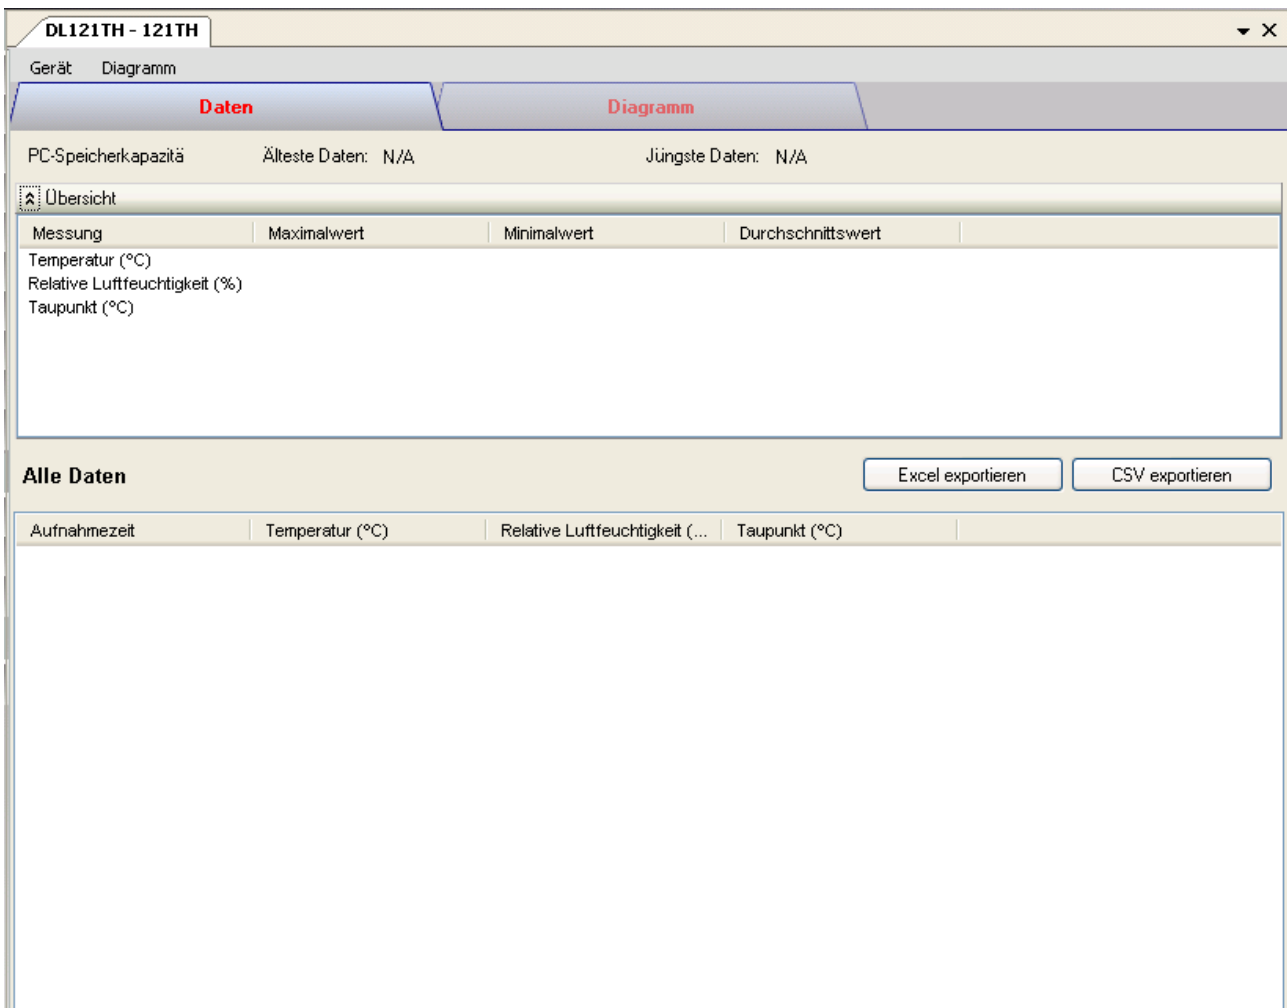 DL121TH - 121TH
Gerät Diagramm
Daten Diagramm
PC-Speicherkapazitä Älteste Daten: N/A Jüngste Daten: N/A
Übersicht
Messung Maximalwert Minimalwert Durchschnittswert
Temperatur (°C)
Relative Luftfeuchtigkeit (%)
Taupunkt (°C)
Alle Daten Excel exportieren CSV exportieren
Aufnahmezeit Temperatur (°C) Relative Luftfeuchtigkeit (... Taupunkt (°C)